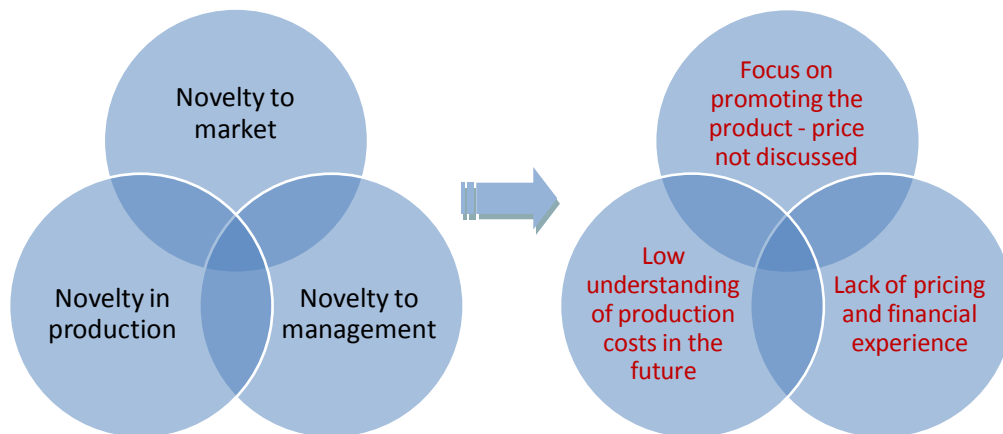 Novelty to
market
Novelty in
production
Novelty to
management
Focus on
promoting the
product - price
not discussed
Low
understanding
of production
costs in the
future
Lack of pricing
and financial
experience